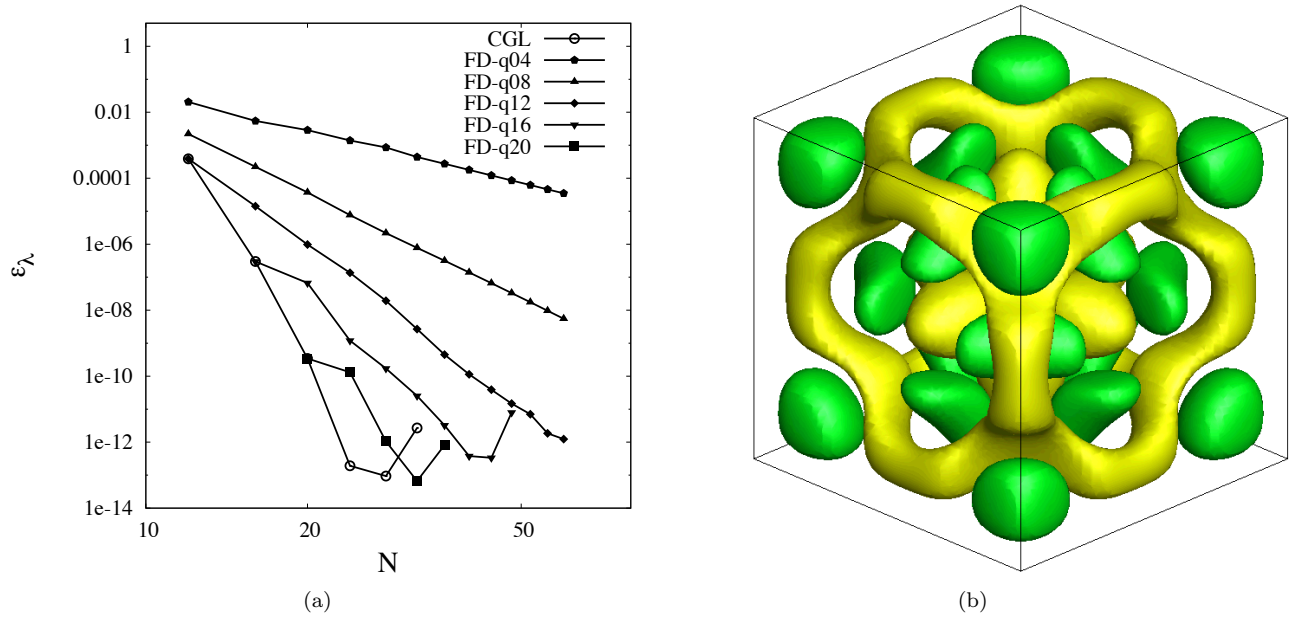 CGL
FD-q04
FD-q08
FD-q12
FD-q16
FD-q20
1
0.01
0.0001
1e-06
1e-08
1e-10
1e-12
1e-14
ελ
10
20
50
N
(a)
(b)